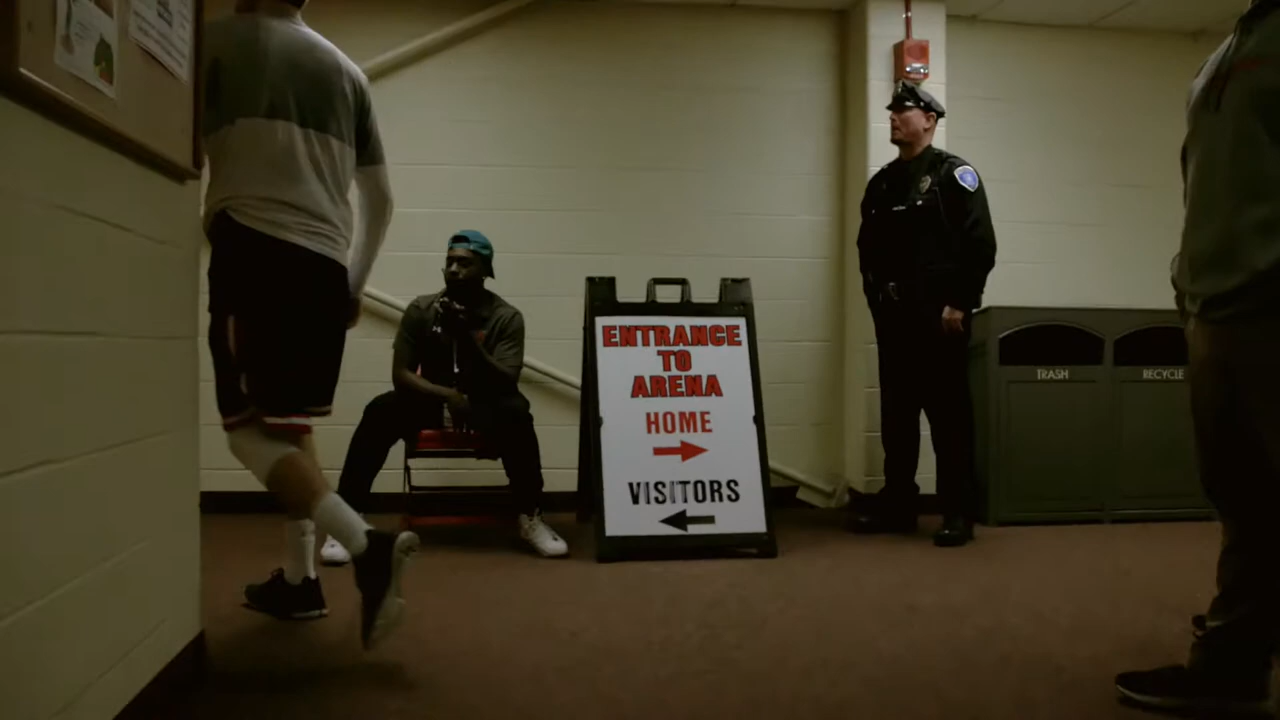 ENTRANCE
TO
ARENA
HOME
VISITORS
TRASH
RECYCLE